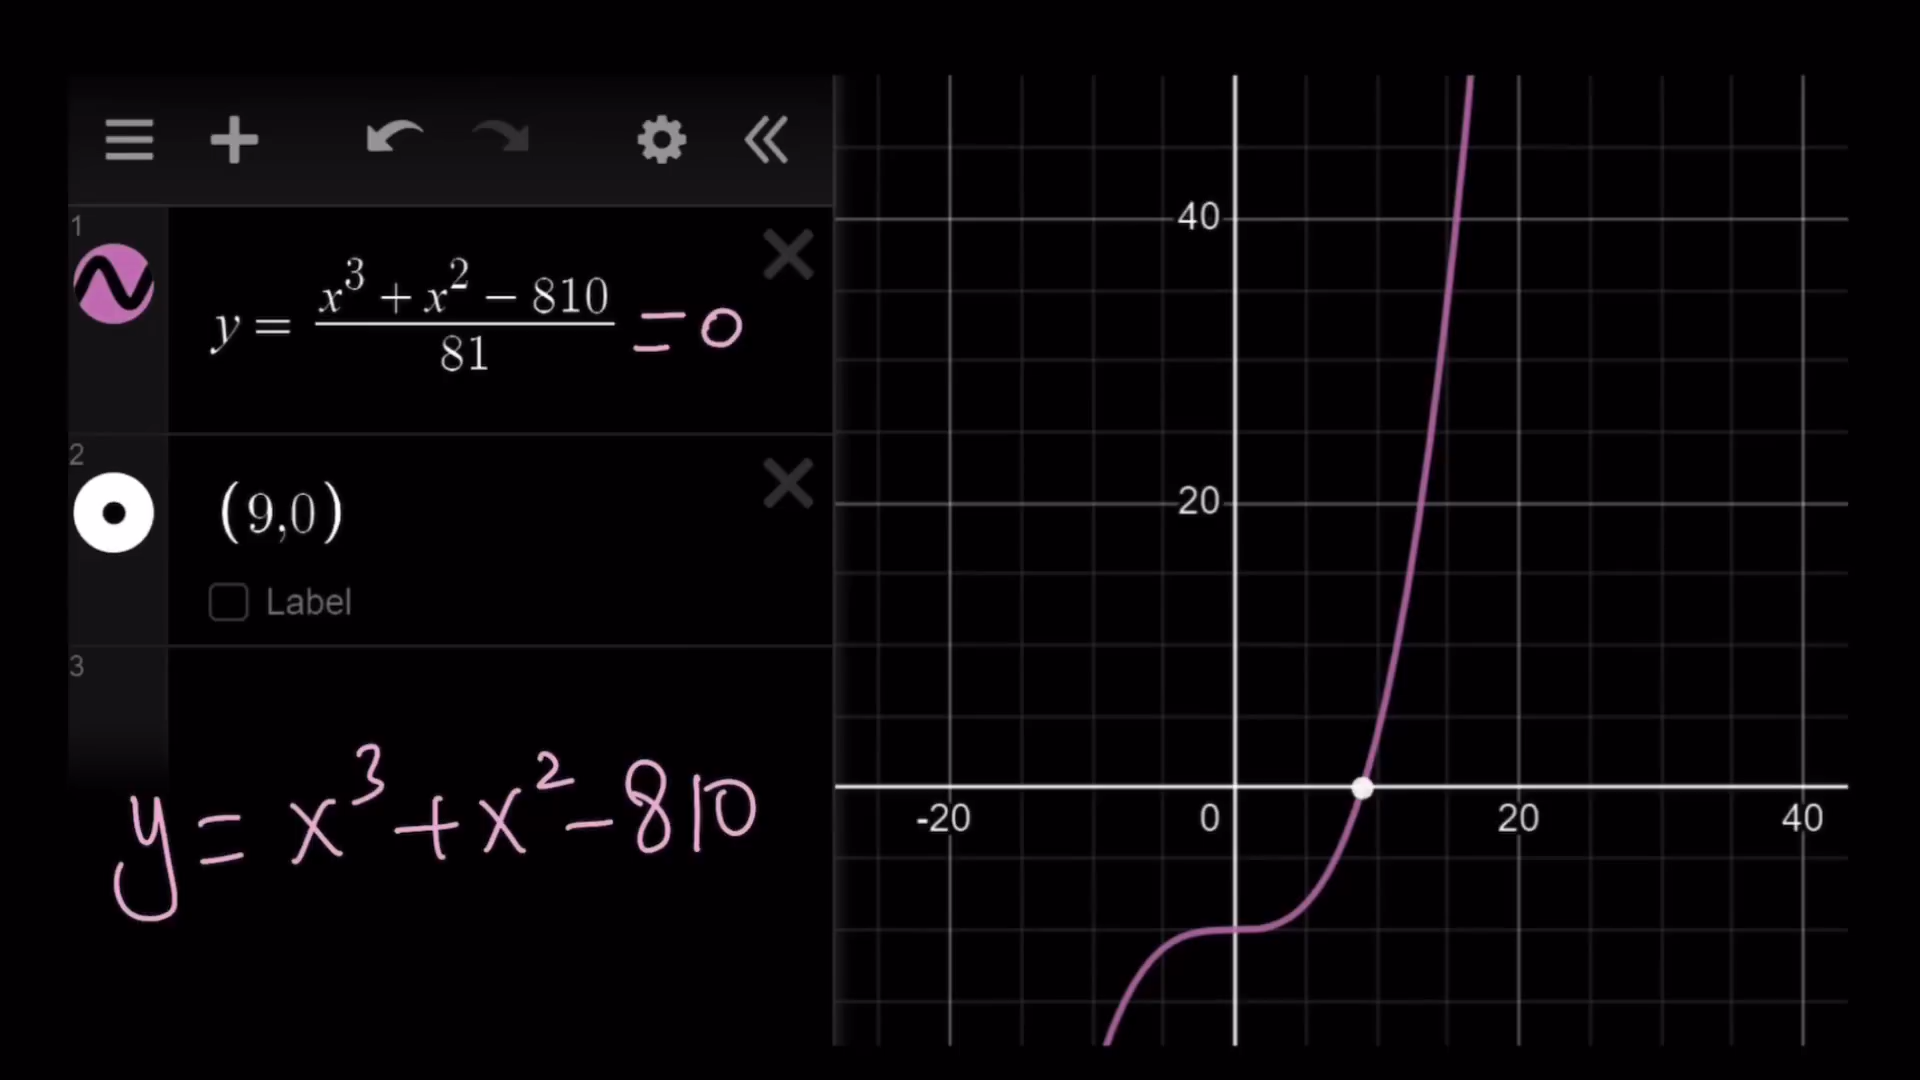 1
y = \frac{x^3 + x^2 - 810}{81} = 0
2
(9,0)
Label
3
y = x^3 + x^2 - 810
40
20
-20 0 20 40